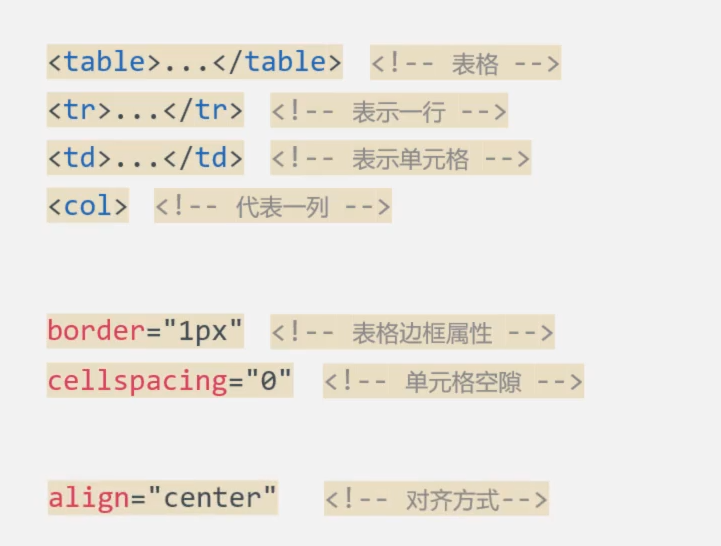 <table>...</table> <!-- 表格 -->
<tr>...</tr> <!-- 表示一行 -->
<td>...</td> <!-- 表示单元格 -->
<col> <!-- 代表一列 -->
border="1px" <!-- 表格边框属性 -->
cellspacing="0" <!-- 单元格空隙 -->
align="center" <!-- 对齐方式-->